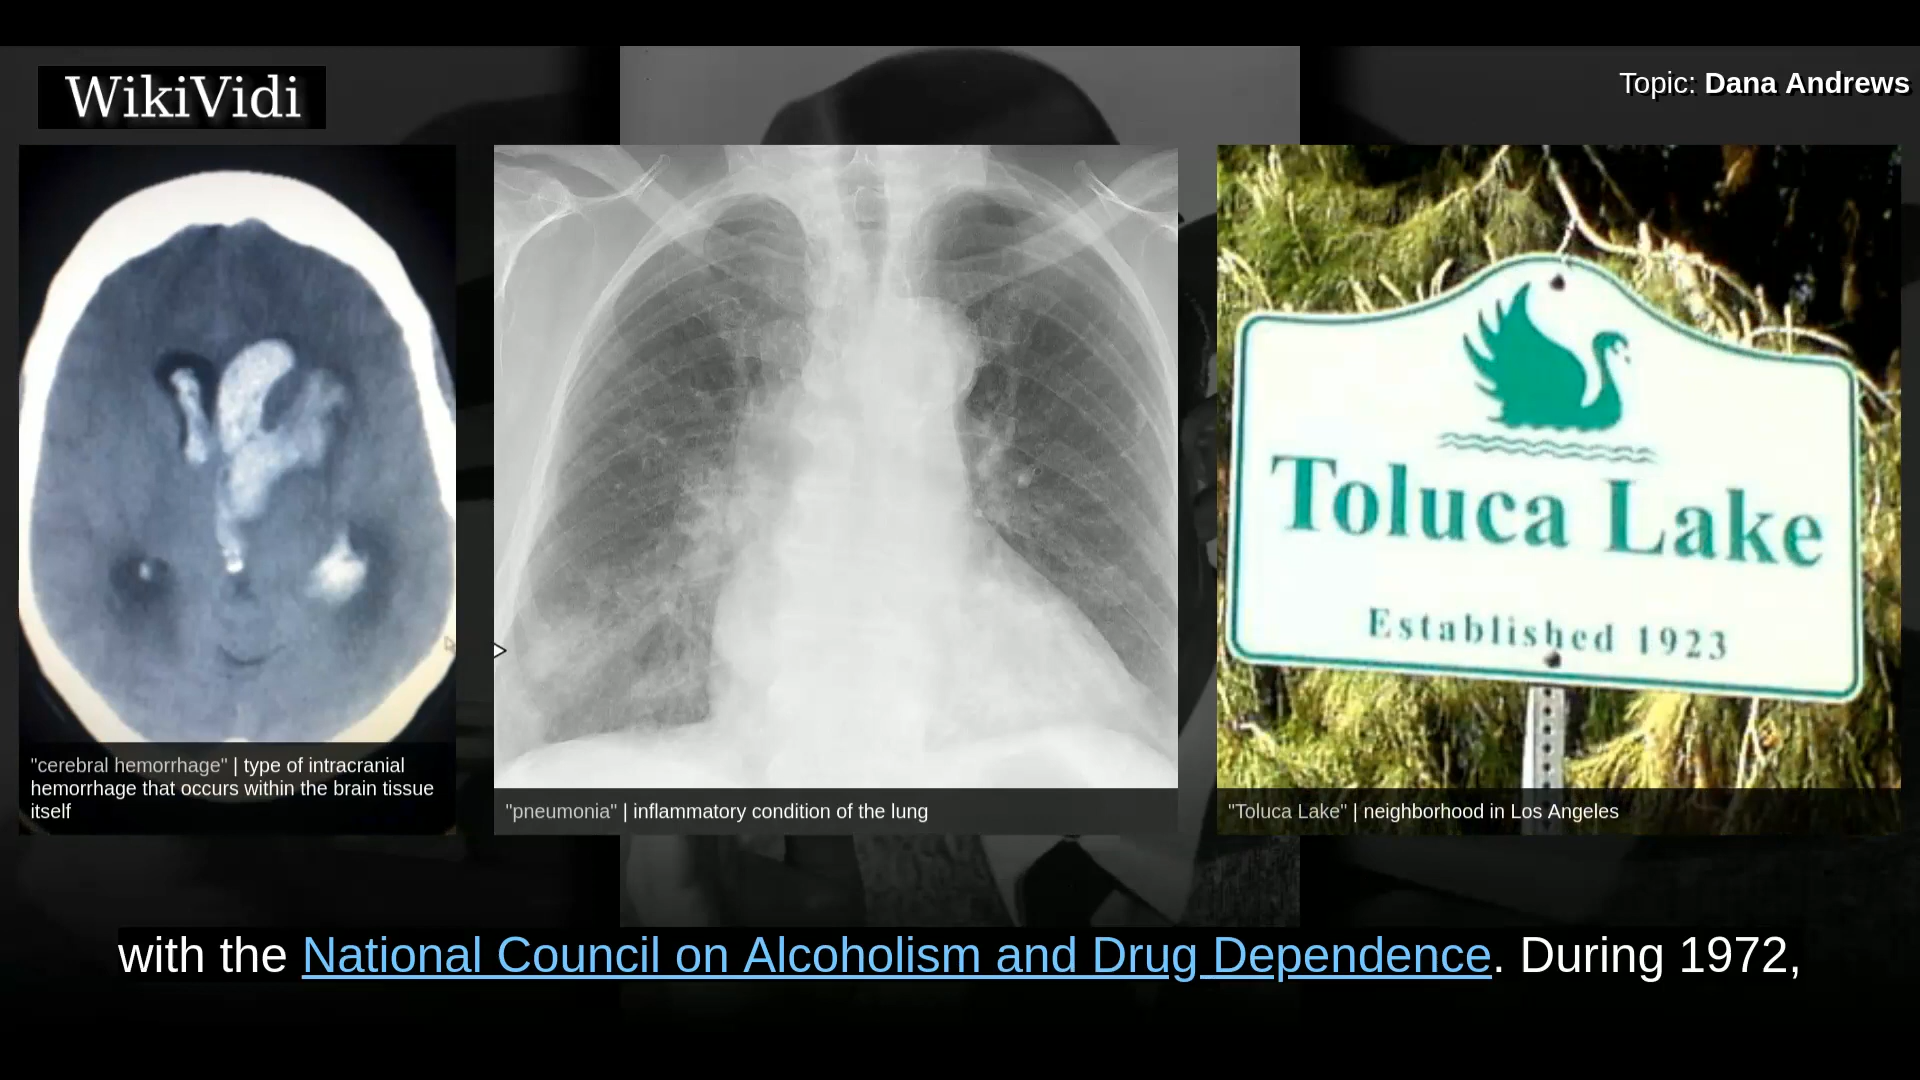 WikiVidi
Topic: Dana Andrews
Toluca Lake
Established 1923
"cerebral hemorrhage" | type of intracranial
hemorrhage that occurs within the brain tissue
itself
"pneumonia" | inflammatory condition of the lung
"Toluca Lake" | neighborhood in Los Angeles
with the National Council on Alcoholism and Drug Dependence. During 1972,